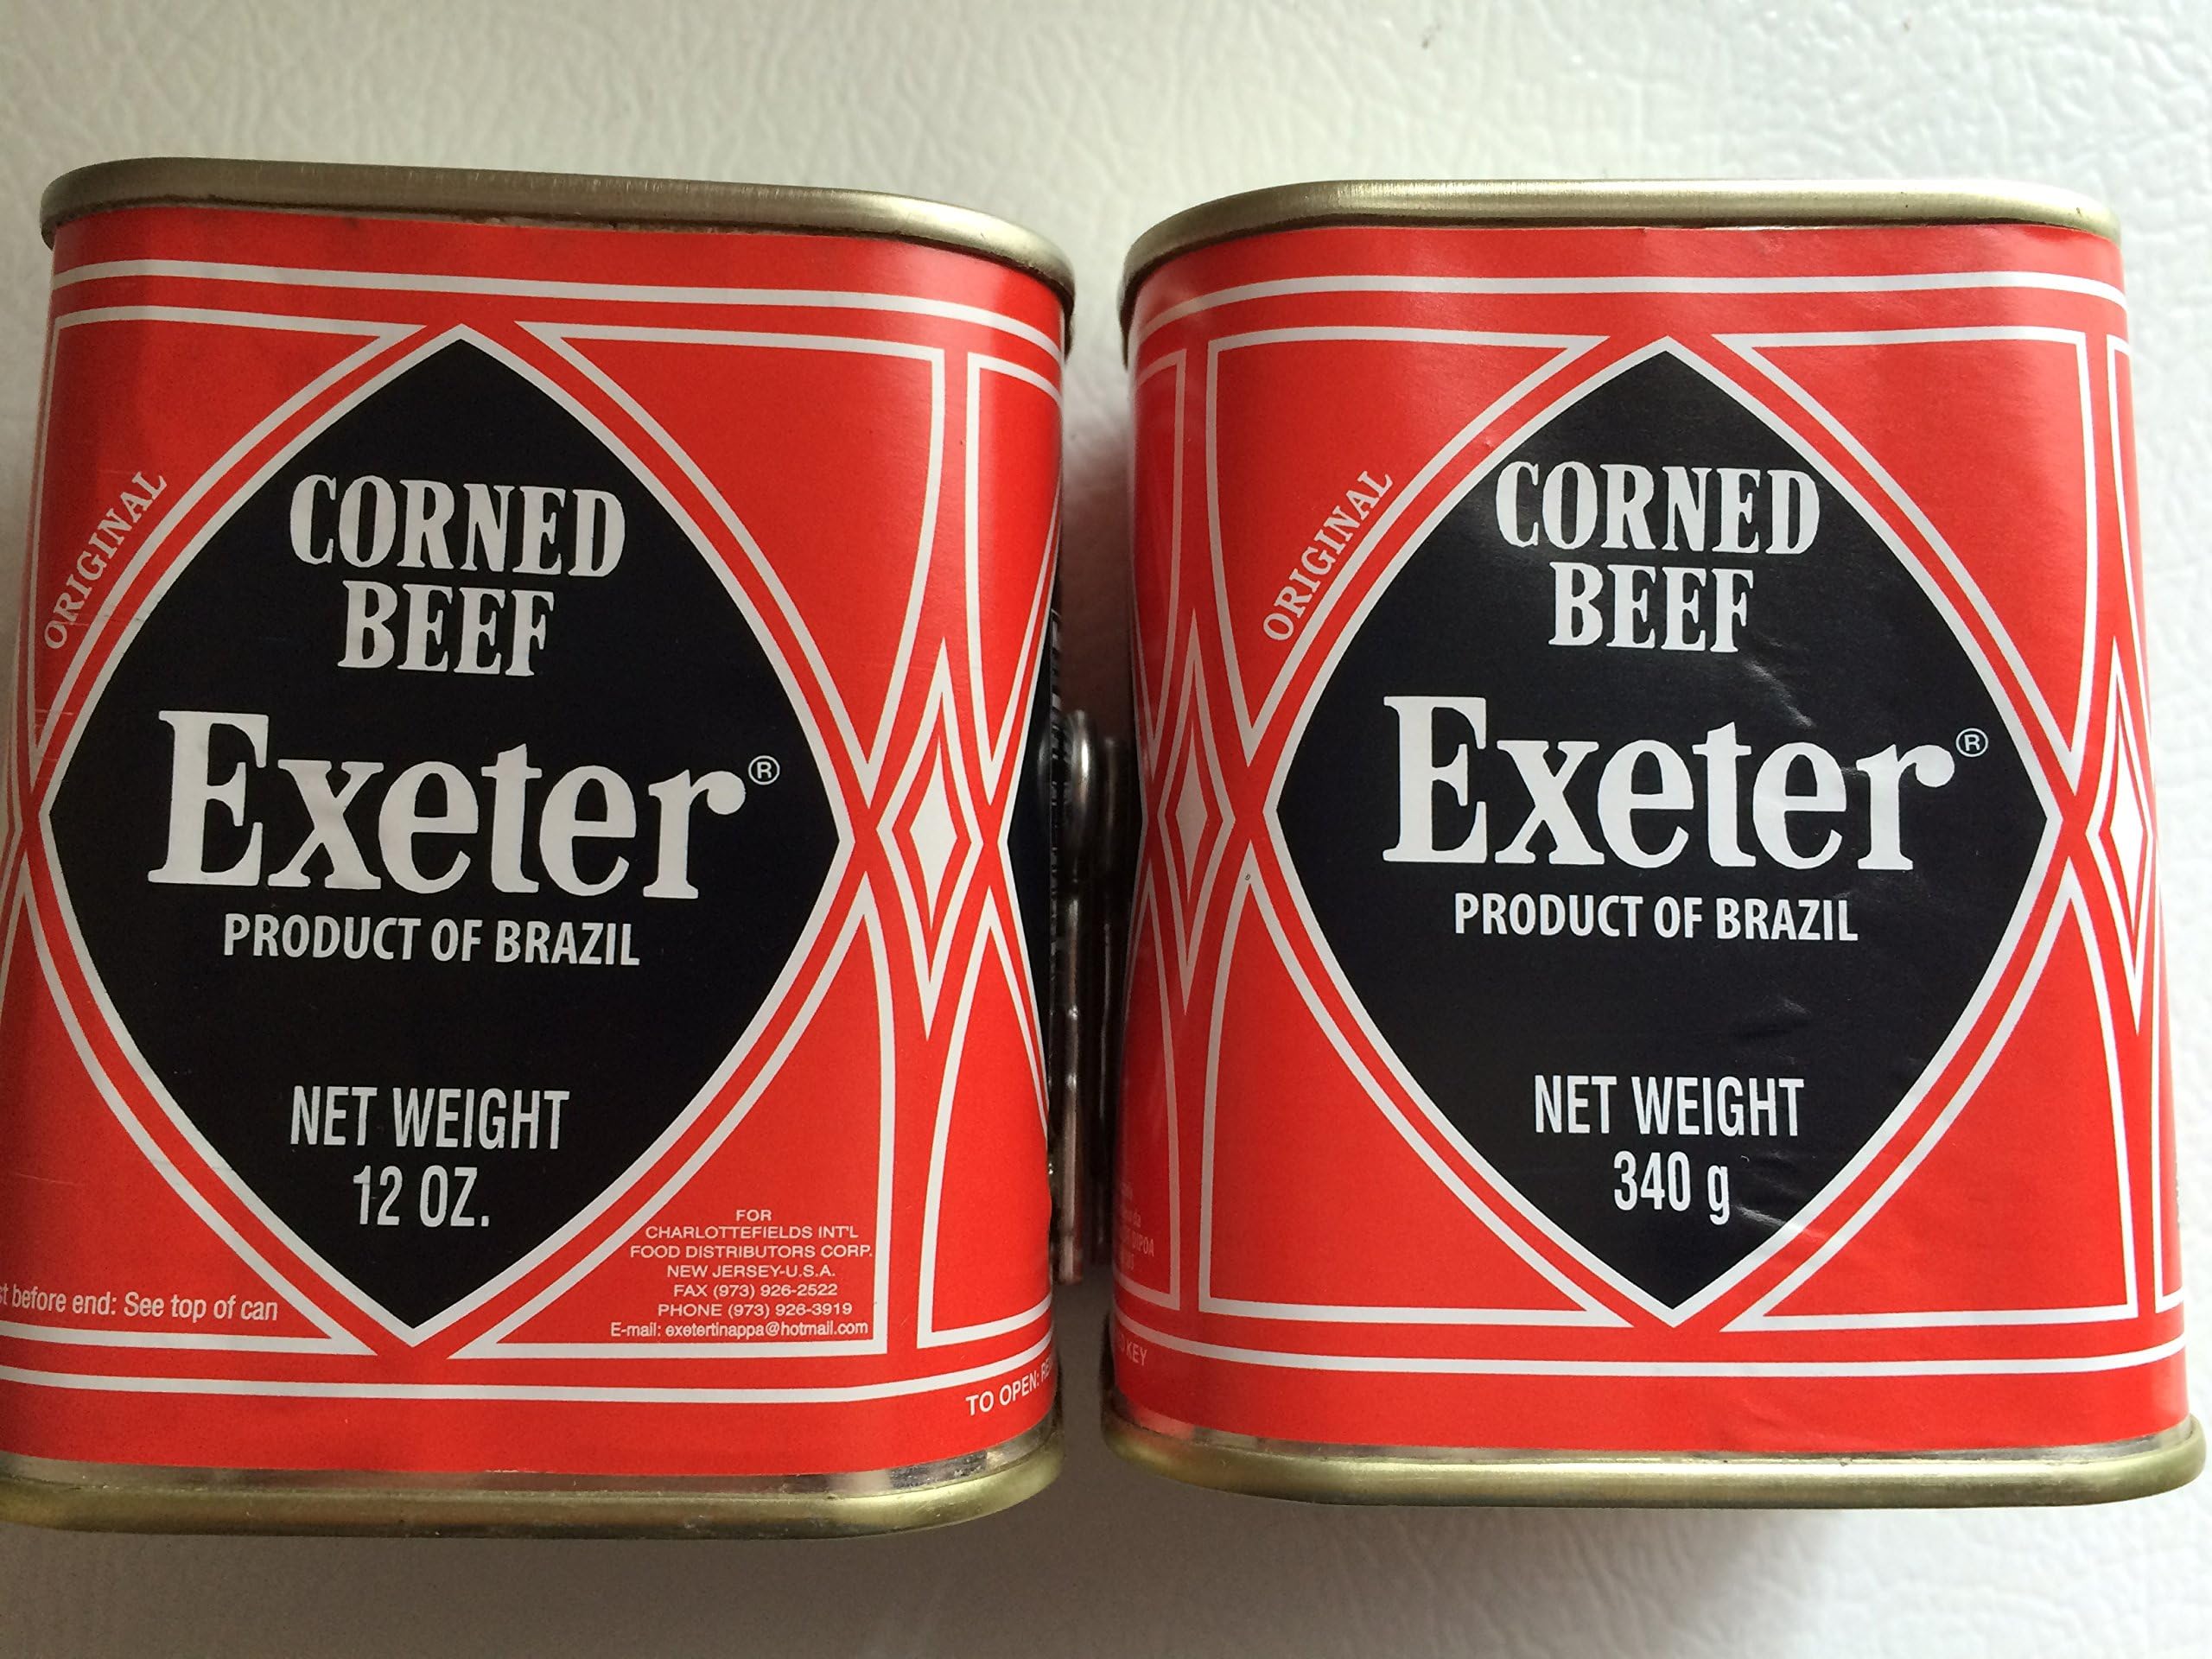 ORIGINAL
CORNED
BEEF
Exeter®
PRODUCT OF BRAZIL
NET WEIGHT
12 OZ.
before end: See top of can
FOR
CHARLOTTEFIELDS INT'L
FOOD DISTRIBUTORS CORP.
NEW JERSEY-U.S.A.
FAX (973) 926-2522
PHONE (973) 926-3919
E-mail: exetertinappa@hotmail.com
TO OPEN:
ORIGINAL
CORNED
BEEF
Exeter®
PRODUCT OF BRAZIL
NET WEIGHT
340 g
KEY